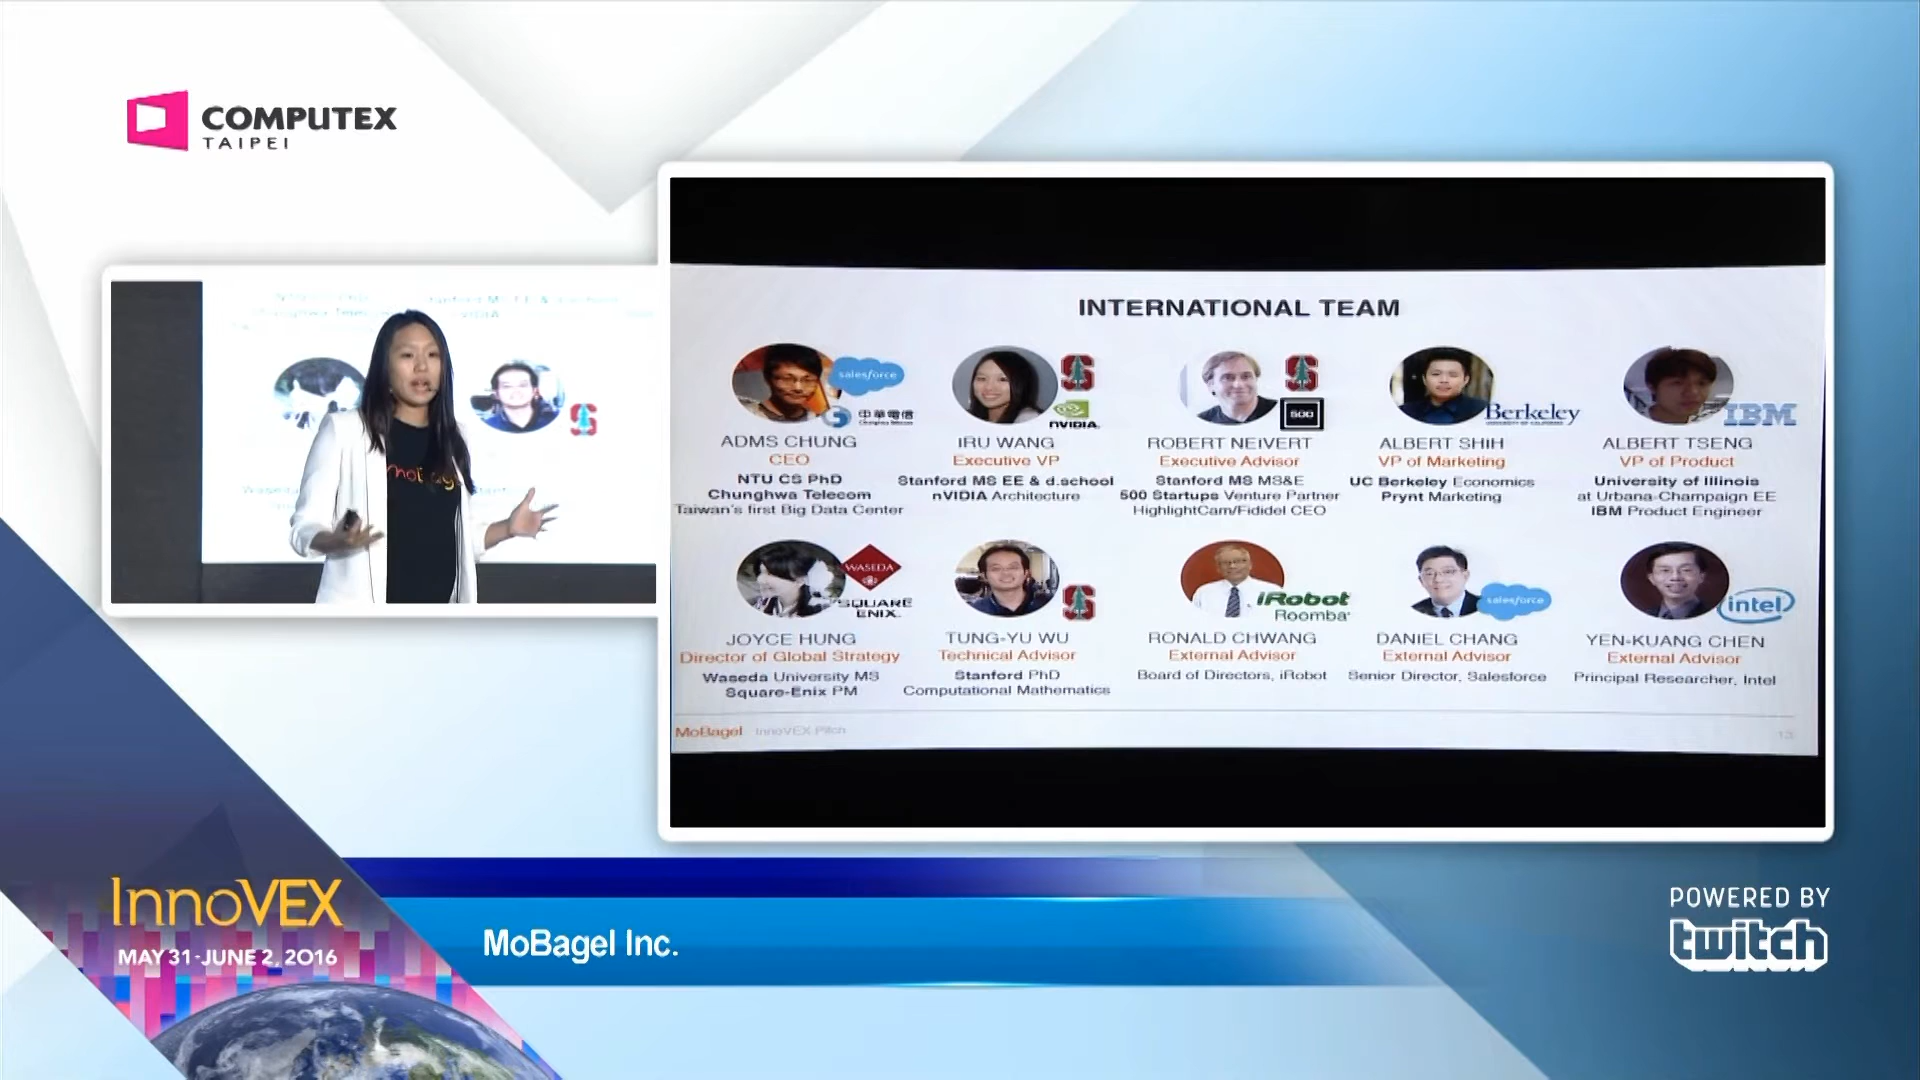 COMPUTEX
TAIPEI
INTERNATIONAL TEAM
salesforce
中華電信
Chunghwa Telecom
ADMS CHUNG
CEO
NTU CS PhD
Chunghwa Telecom
Taiwan's first Big Data Center
nVIDIA.
IRU WANG
Executive VP
Stanford MS EE & d.school
nVIDIA Architecture
500
ROBERT NEIVERT
Executive Advisor
Stanford MS MS&E
500 Startups Venture Partner
HighlightCam/Fididel CEO
Berkeley
UNIVERSITY OF CALIFORNIA
ALBERT SHIH
VP of Marketing
UC Berkeley Economics
Prynt Marketing
IBM
ALBERT TSENG
VP of Product
University of Illinois
at Urbana-Champaign EE
IBM Product Engineer
WASEDA
SQUARE
ENIX.
JOYCE HUNG
Director of Global Strategy
Waseda University MS
Square-Enix PM
S
TUNG-YU WU
Technical Advisor
Stanford PhD
Computational Mathematics
iRobot
Roomba
RONALD CHWANG
External Advisor
Board of Directors, iRobot
salesforce
DANIEL CHANG
External Advisor
Senior Director, Salesforce
intel
YEN-KUANG CHEN
External Advisor
Principal Researcher, Intel
MoBagel InnoVEX Pitch
13
InnoVEX
MAY 31-JUNE 2, 2016
MoBagel Inc.
POWERED BY
twitch